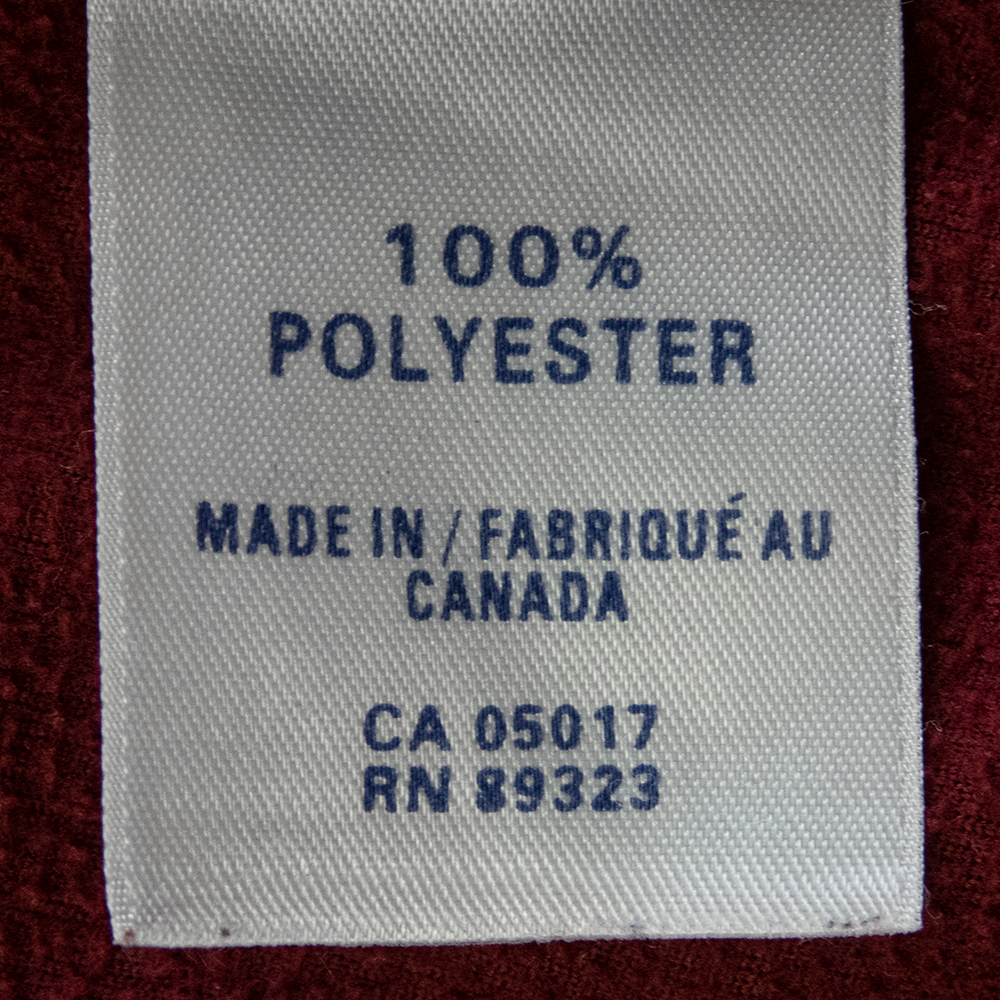 100%
POLYESTER
MADE IN / FABRIQUÉ AU
CANADA
CA 05017
RN 89323